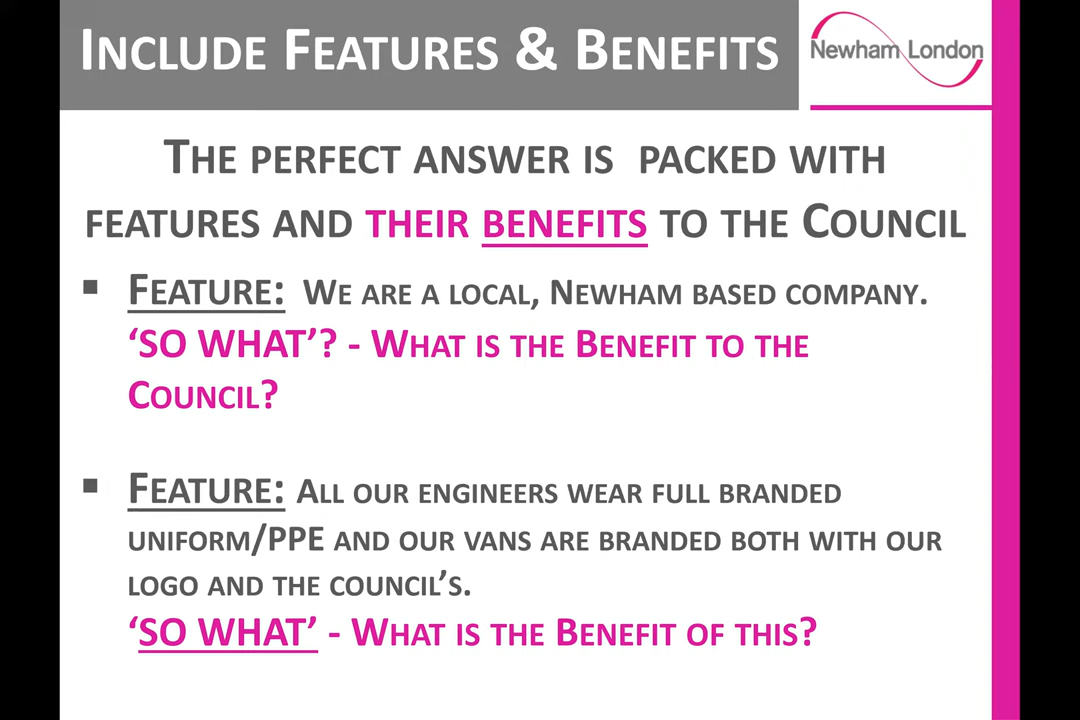 INCLUDE FEATURES & BENEFITS
Newham London
THE PERFECT ANSWER IS PACKED WITH
FEATURES AND THEIR BENEFITS TO THE COUNCIL
▪ FEATURE: WE ARE A LOCAL, NEWHAM BASED COMPANY.
‘SO WHAT’? - WHAT IS THE BENEFIT TO THE
COUNCIL?
▪ FEATURE: ALL OUR ENGINEERS WEAR FULL BRANDED
UNIFORM/PPE AND OUR VANS ARE BRANDED BOTH WITH OUR
LOGO AND THE COUNCIL’S.
‘SO WHAT’ - WHAT IS THE BENEFIT OF THIS?